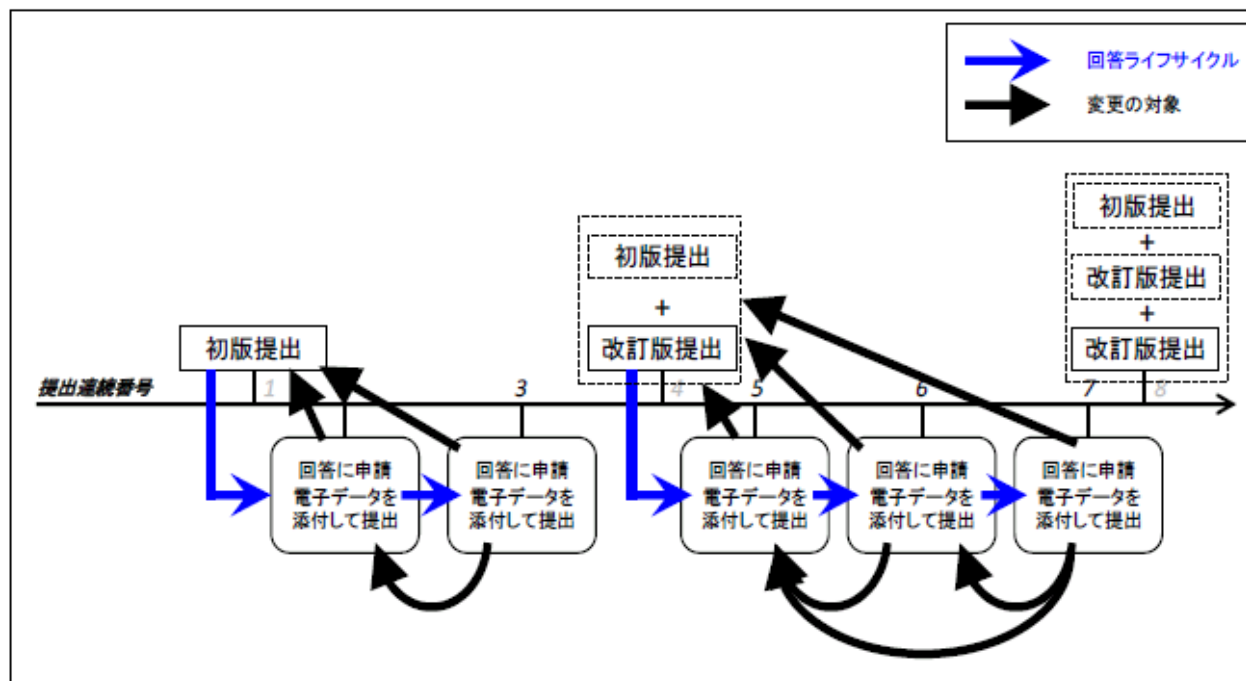 回答ライフサイクル
変更の対象
初版提出
+
改訂版提出
+
改訂版提出
初版提出
+
改訂版提出
初版提出
提出連続番号
1
3
4
5
6
7
8
回答に申請
電子データを
添付して提出
回答に申請
電子データを
添付して提出
回答に申請
電子データを
添付して提出
回答に申請
電子データを
添付して提出
回答に申請
電子データを
添付して提出